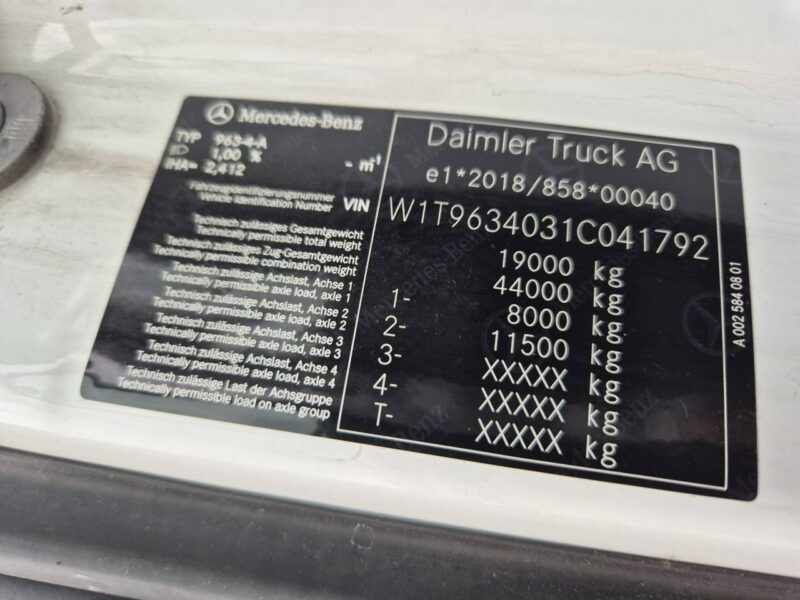 Mercedes-Benz
TYP 963-4-A
1,00 %
IHA= 2,412 - m⁻¹
Fahrzeugidentifizierungsnummer
Vehicle Identification Number VIN
Technisch zulässiges Gesamtgewicht
Technically permissible total weight
Technisch zulässiges Zug-Gesamtgewicht
Technically permissible combination weight
Technisch zulässige Achslast, Achse 1
Technically permissible axle load, axle 1
Technisch zulässige Achslast, Achse 2
Technically permissible axle load, axle 2
Technisch zulässige Achslast, Achse 3
Technically permissible axle load, axle 3
Technisch zulässige Achslast, Achse 4
Technically permissible axle load, axle 4
Technisch zulässige Last der Achsgruppe
Technically permissible load on axle group
Daimler Truck AG
e1*2018/858*00040
W1T9634031C041792
19000 kg
44000 kg
1- 8000 kg
2- 11500 kg
3- XXXXX kg
4- XXXXX kg
T- XXXXX kg
A 002 584 08 01